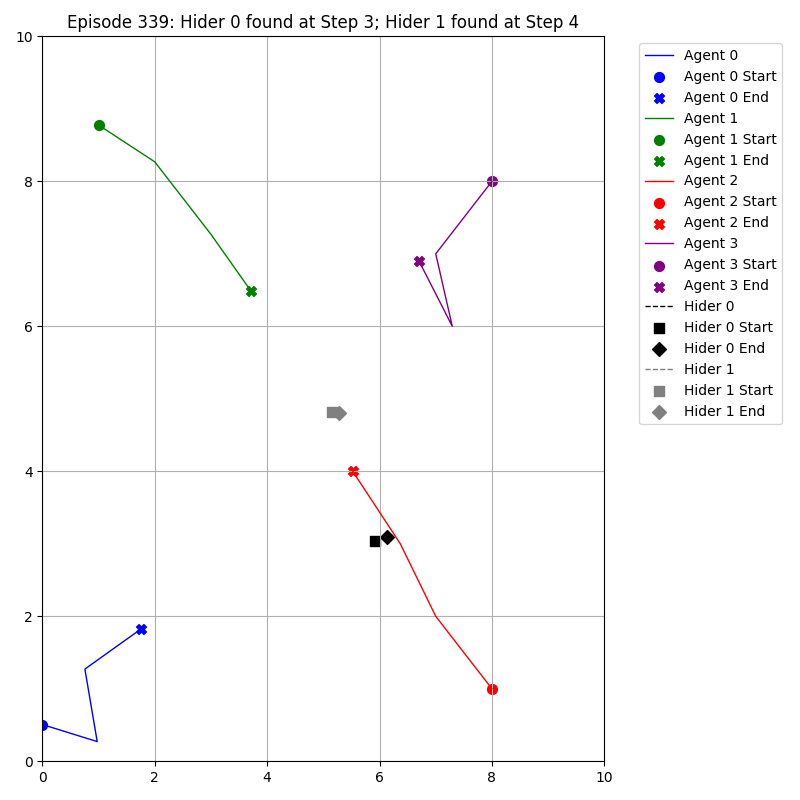 Episode 339: Hider 0 found at Step 3; Hider 1 found at Step 4
10
8
6
4
2
0
0 2 4 6 8 10
Agent 0
Agent 0 Start
Agent 0 End
Agent 1
Agent 1 Start
Agent 1 End
Agent 2
Agent 2 Start
Agent 2 End
Agent 3
Agent 3 Start
Agent 3 End
Hider 0
Hider 0 Start
Hider 0 End
Hider 1
Hider 1 Start
Hider 1 End